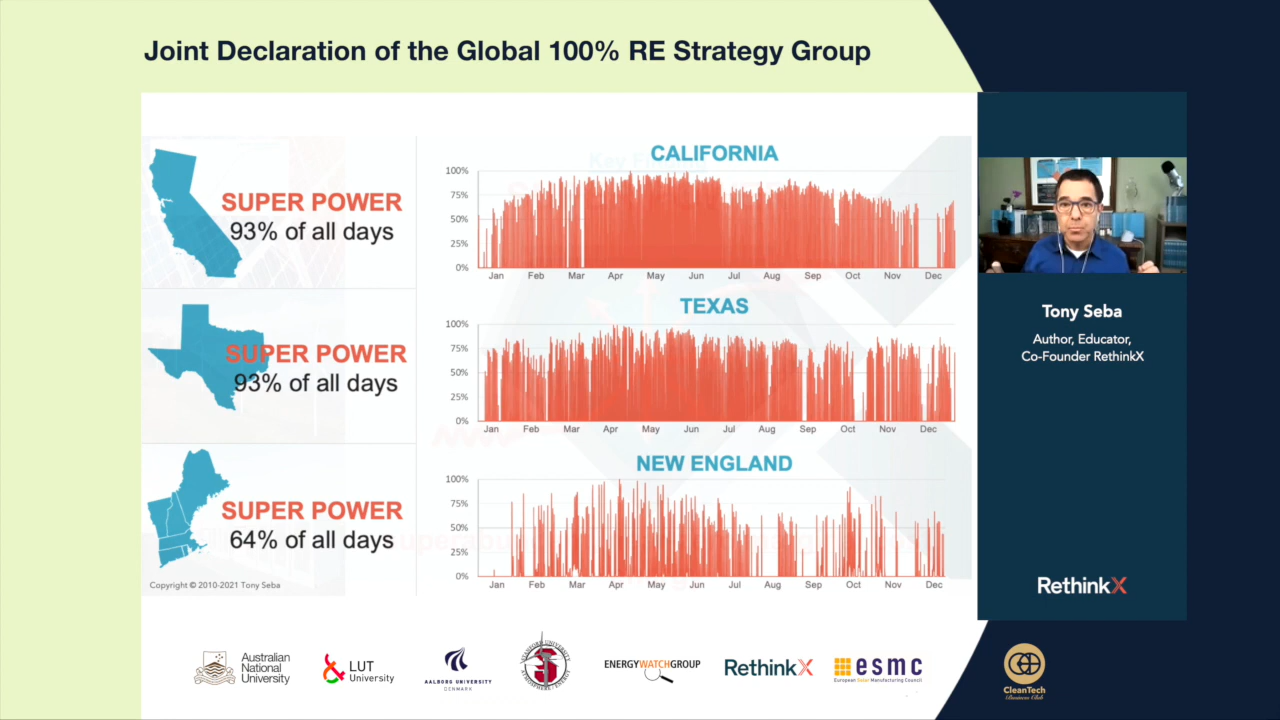 Joint Declaration of the Global 100% RE Strategy Group
SUPER POWER
93% of all days
CALIFORNIA
100%
75%
50%
25%
0%
Jan Feb Mar Apr May Jun Jul Aug Sep Oct Nov Dec
SUPER POWER
93% of all days
TEXAS
100%
75%
50%
25%
0%
Jan Feb Mar Apr May Jun Jul Aug Sep Oct Nov Dec
SUPER POWER
64% of all days
NEW ENGLAND
100%
75%
50%
25%
0%
Jan Feb Mar Apr May Jun Jul Aug Sep Oct Nov Dec
Copyright © 2010-2021 Tony Seba
Tony Seba
Author, Educator,
Co-Founder RethinkX
RethinkX
Australian
National
University
LUT
University
AALBORG UNIVERSITY
DENMARK
STANFORD UNIVERSITY
ATMOSPHERE / ENERGY
ENERGYWATCHGROUP
RethinkX
esmc
European Solar Manufacturing Council
CleanTech
Business Club